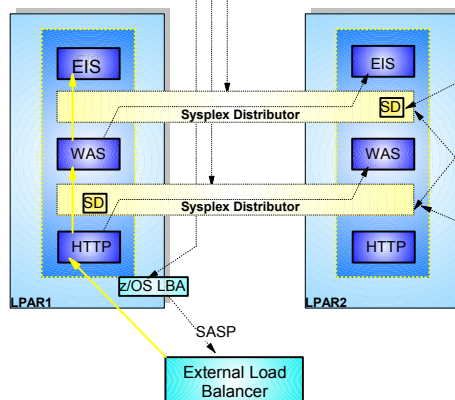 EIS
EIS
SD
Sysplex Distributor
WAS
WAS
SD
Sysplex Distributor
HTTP
HTTP
z/OS LBA
LPAR1
LPAR2
SASP
External Load
Balancer